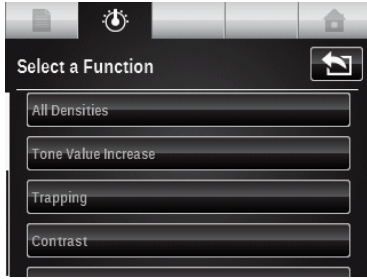 Select a Function
All Densities
Tone Value Increase
Trapping
Contrast